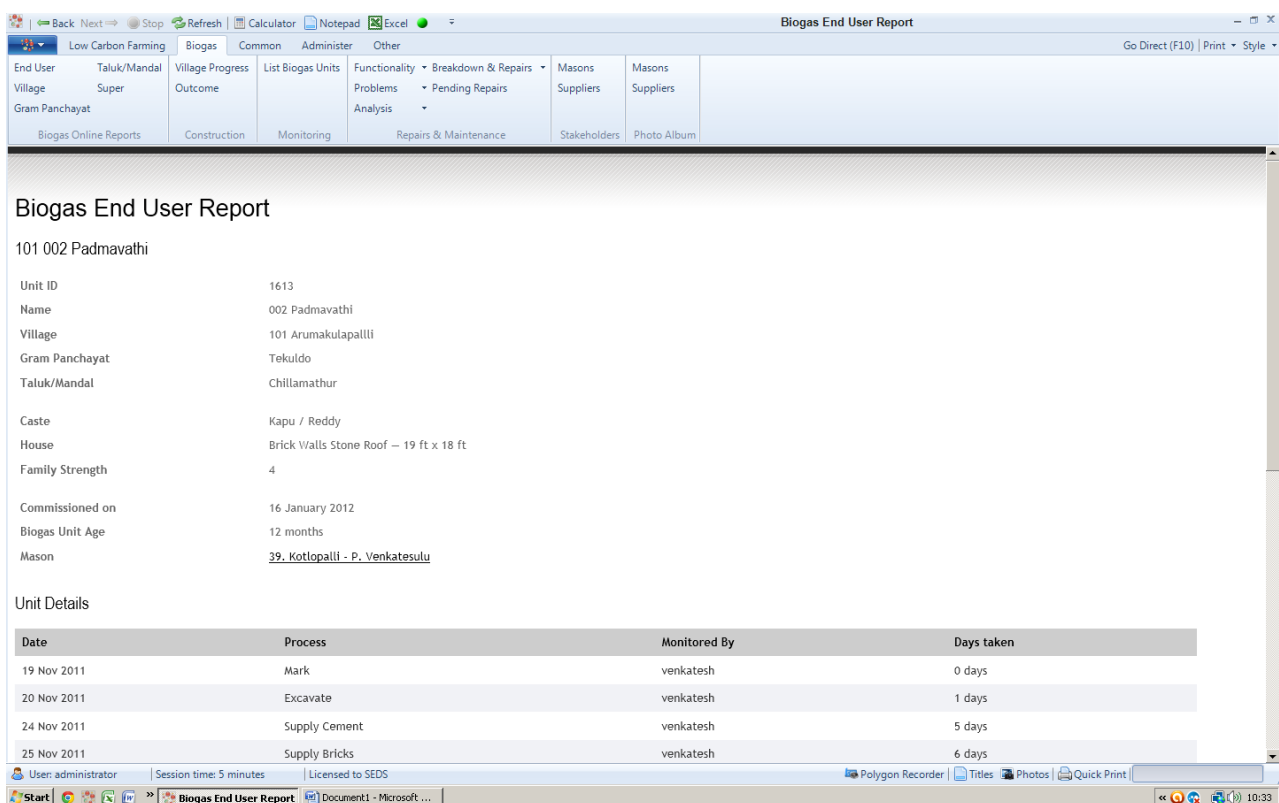 Back Next Stop Refresh Calculator Notepad Excel Biogas End User Report
Low Carbon Farming Biogas Common Administer Other Go Direct (F10) Print Style
End User Taluk/Mandal Village Progress List Biogas Units Functionality Breakdown & Repairs Masons Masons
Village Super Outcome Problems Pending Repairs Suppliers Suppliers
Gram Panchayat Analysis
Biogas Online Reports Construction Monitoring Repairs & Maintenance Stakeholders Photo Album
Biogas End User Report
101 002 Padmavathi
Unit ID 1613
Name 002 Padmavathi
Village 101 Arumakulapallli
Gram Panchayat Tekuldo
Taluk/Mandal Chillamathur
Caste Kapu / Reddy
House Brick Walls Stone Roof — 19 ft x 18 ft
Family Strength 4
Commissioned on 16 January 2012
Biogas Unit Age 12 months
Mason 39. Kotlopalli - P. Venkatesulu
Unit Details
Date Process Monitored By Days taken
19 Nov 2011 Mark venkatesh 0 days
20 Nov 2011 Excavate venkatesh 1 days
24 Nov 2011 Supply Cement venkatesh 5 days
25 Nov 2011 Supply Bricks venkatesh 6 days
User: administrator Session time: 5 minutes Licensed to SEDS Polygon Recorder Titles Photos Quick Print
Start » Biogas End User Report Document1 - Microsoft ... « 10:33